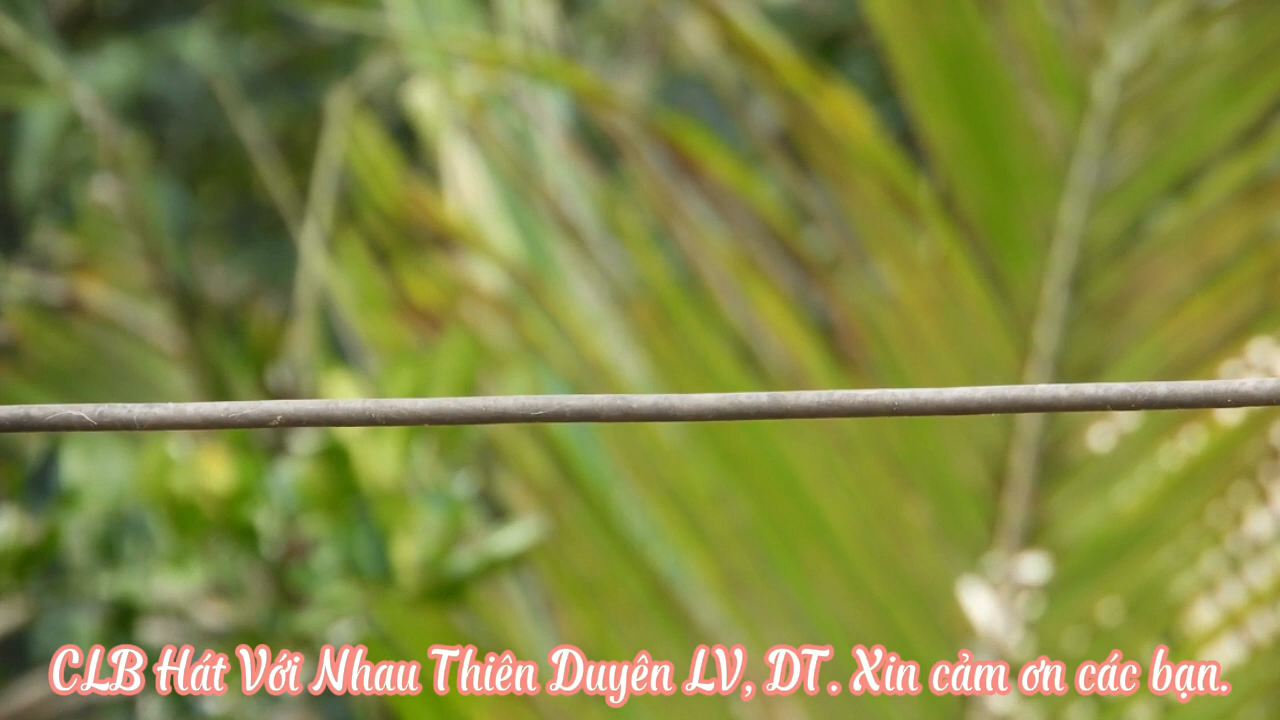 CLB Hát Với Nhau Thiên Duyên LV, DT. Xin cảm ơn các bạn.